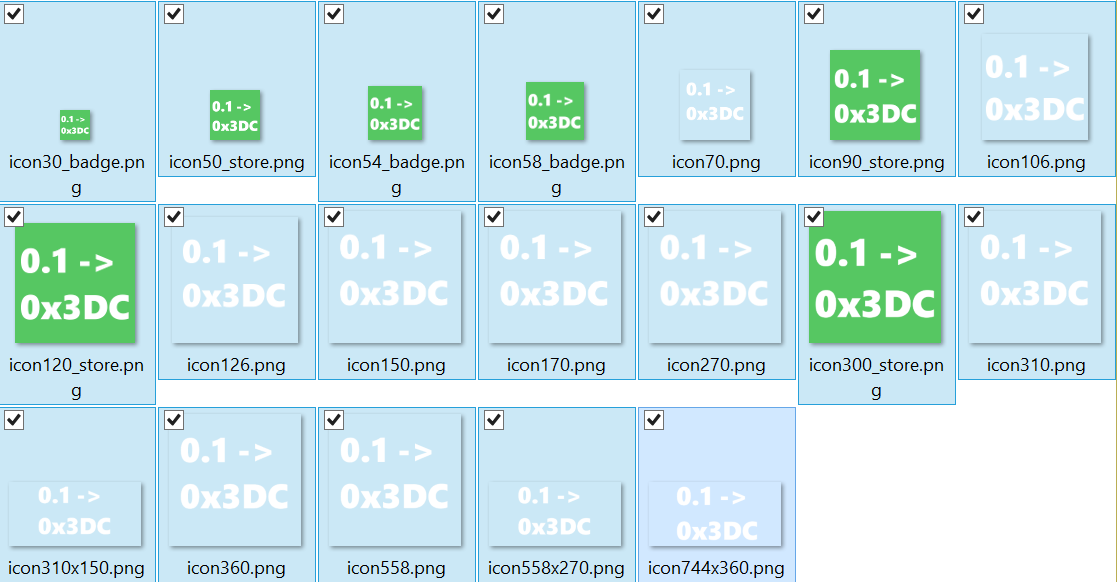 0.1 ->
0x3DC
icon30_badge.pn
g
0.1 ->
0x3DC
icon50_store.png
0.1 ->
0x3DC
icon54_badge.pn
g
0.1 ->
0x3DC
icon58_badge.pn
g
0.1 ->
0x3DC
icon70.png
0.1 ->
0x3DC
icon90_store.png
0.1 ->
0x3DC
icon106.png
0.1 ->
0x3DC
icon120_store.pn
g
0.1 ->
0x3DC
icon126.png
0.1 ->
0x3DC
icon150.png
0.1 ->
0x3DC
icon170.png
0.1 ->
0x3DC
icon270.png
0.1 ->
0x3DC
icon300_store.pn
g
0.1 ->
0x3DC
icon310.png
0.1 ->
0x3DC
icon310x150.png
0.1 ->
0x3DC
icon360.png
0.1 ->
0x3DC
icon558.png
0.1 ->
0x3DC
icon558x270.png
0.1 ->
0x3DC
icon744x360.png